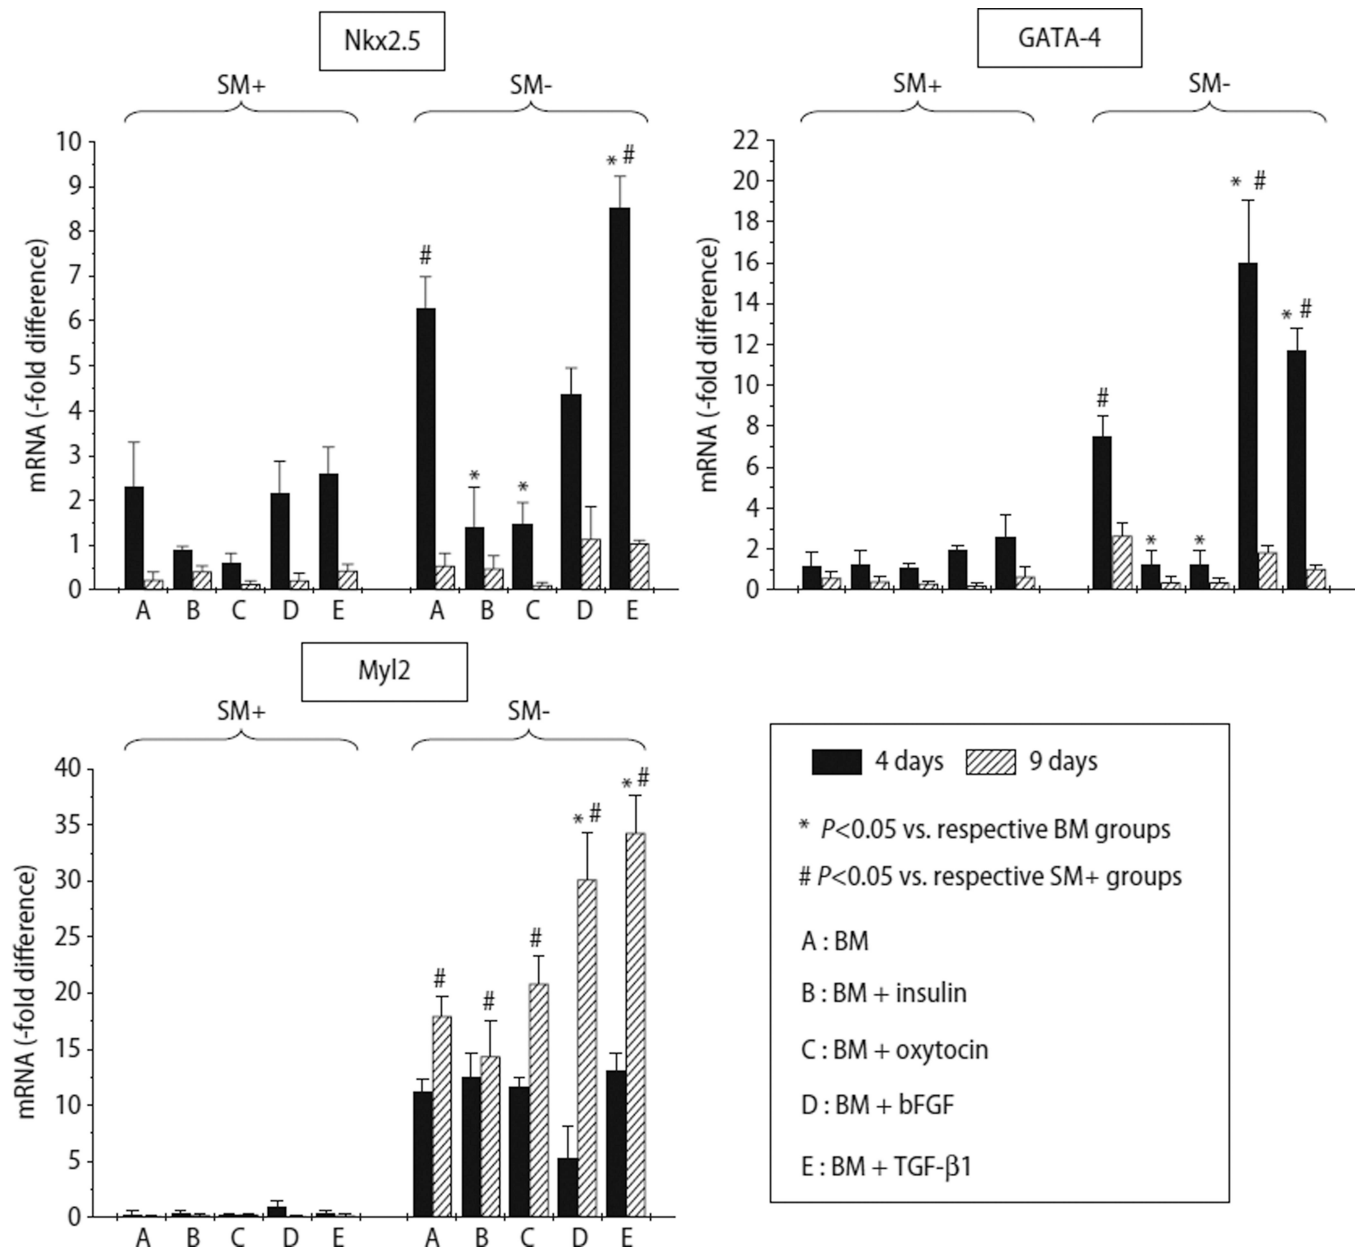 Nkx2.5
SM+ SM-
mRNA (-fold difference)
10
9
8
7
6
5
4
3
2
1
0
* #
#
* *
A B C D E A B C D E
GATA-4
SM+ SM-
mRNA (-fold difference)
22
20
18
16
14
12
10
8
6
4
2
0
* #
* #
#
* *
Myl2
SM+ SM-
mRNA (-fold difference)
40
35
30
25
20
15
10
5
0
* #
* #
#
# #
A B C D E A B C D E
4 days 9 days
* P<0.05 vs. respective BM groups
# P<0.05 vs. respective SM+ groups
A : BM
B : BM + insulin
C : BM + oxytocin
D : BM + bFGF
E : BM + TGF-β1